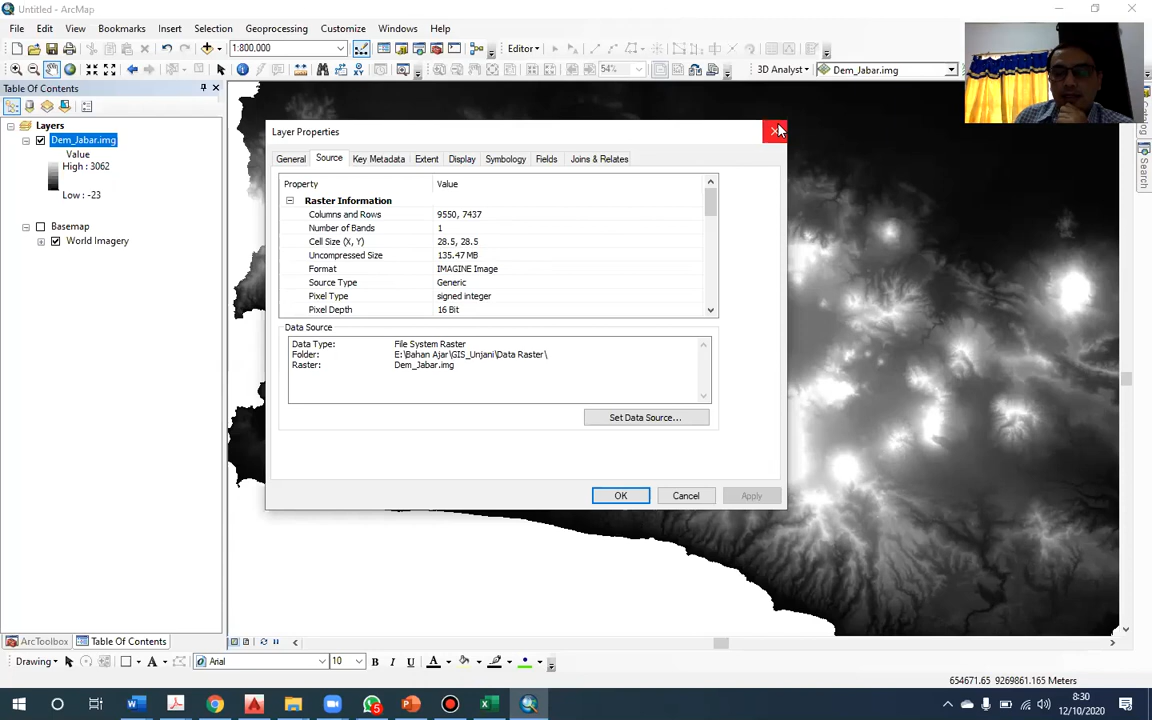 Untitled - ArcMap
File Edit View Bookmarks Insert Selection Geoprocessing Customize Windows Help
1:800,000
Editor
54%
3D Analyst
Dem_Jabar.img
Table Of Contents
Layers
Dem_Jabar.img
Value
High : 3062
Low : -23
Basemap
World Imagery
Layer Properties
General Source Key Metadata Extent Display Symbology Fields Joins & Relates
Property Value
Raster Information
Columns and Rows 9550, 7437
Number of Bands 1
Cell Size (X, Y) 28.5, 28.5
Uncompressed Size 135.47 MB
Format IMAGINE Image
Source Type Generic
Pixel Type signed integer
Pixel Depth 16 Bit
Data Source
Data Type: File System Raster
Folder: E:\Bahan Ajar\GIS_Unjani\Data Raster\
Raster: Dem_Jabar.img
Set Data Source...
OK Cancel Apply
Catalog
Search
ArcToolbox Table Of Contents
Drawing A Arial 10 B I U A
654671.65 9269861.165 Meters
5
8:30
12/10/2020